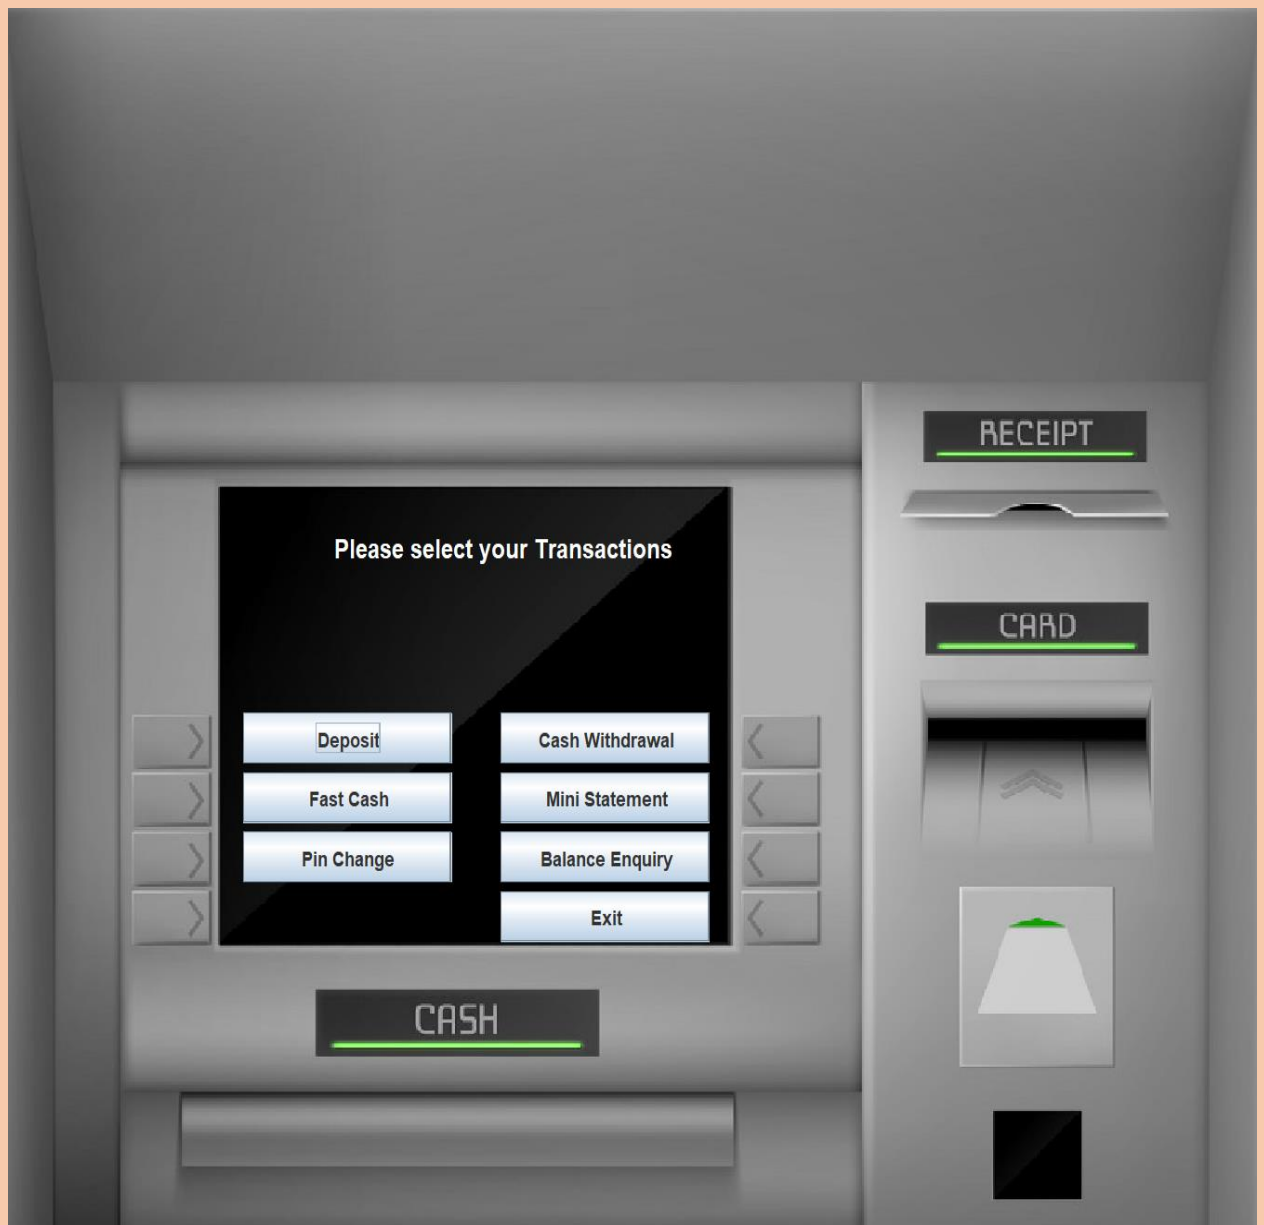 RECEIPT
Please select your Transactions
CARD
Deposit
Cash Withdrawal
Fast Cash
Mini Statement
Pin Change
Balance Enquiry
Exit
CASH